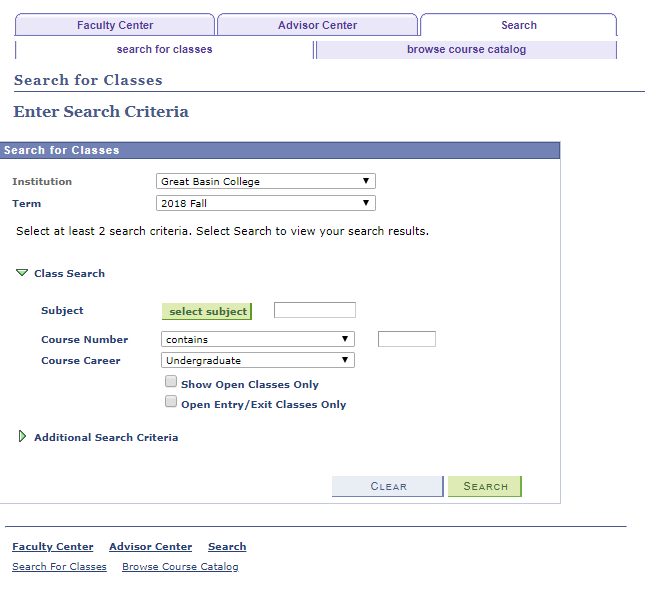 Faculty Center Advisor Center Search
search for classes browse course catalog
Search for Classes
Enter Search Criteria
Search for Classes
Institution Great Basin College
Term 2018 Fall
Select at least 2 search criteria. Select Search to view your search results.
Class Search
Subject select subject
Course Number contains
Course Career Undergraduate
Show Open Classes Only
Open Entry/Exit Classes Only
Additional Search Criteria
CLEAR SEARCH
Faculty Center Advisor Center Search
Search For Classes Browse Course Catalog